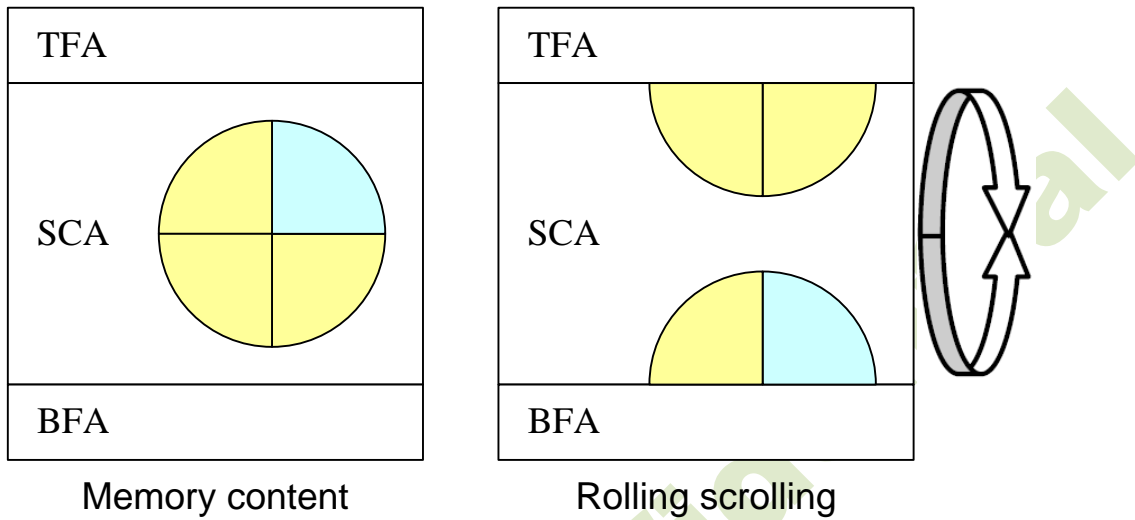 TFA
SCA
BFA
Memory content
TFA
SCA
BFA
Rolling scrolling